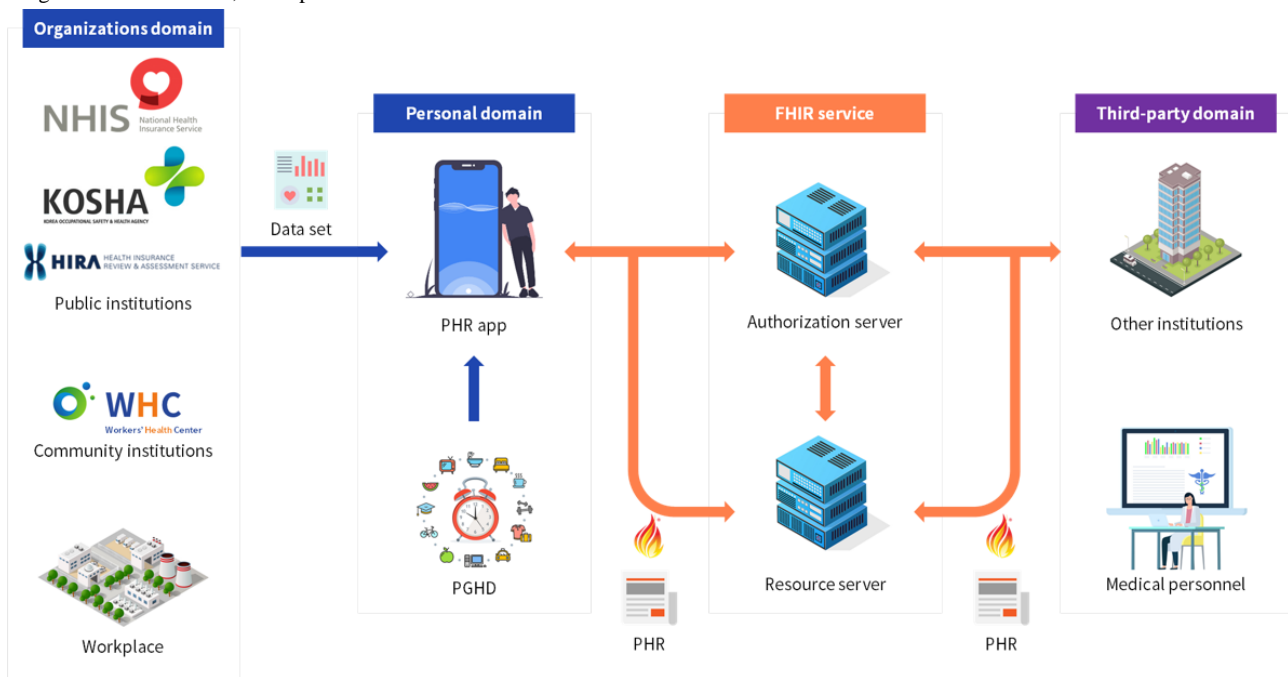 Organizations domain
NHIS National Health
Insurance Service
KOSHA
KOREA OCCUPATIONAL SAFETY & HEALTH AGENCY
HIRA HEALTH INSURANCE
REVIEW & ASSESSMENT SERVICE
Public institutions
WHC
Workers' Health Center
Community institutions
Workplace
Data set
Personal domain
PHR app
PGHD
PHR
FHIR service
Authorization server
Resource server
PHR
Third-party domain
Other institutions
Medical personnel